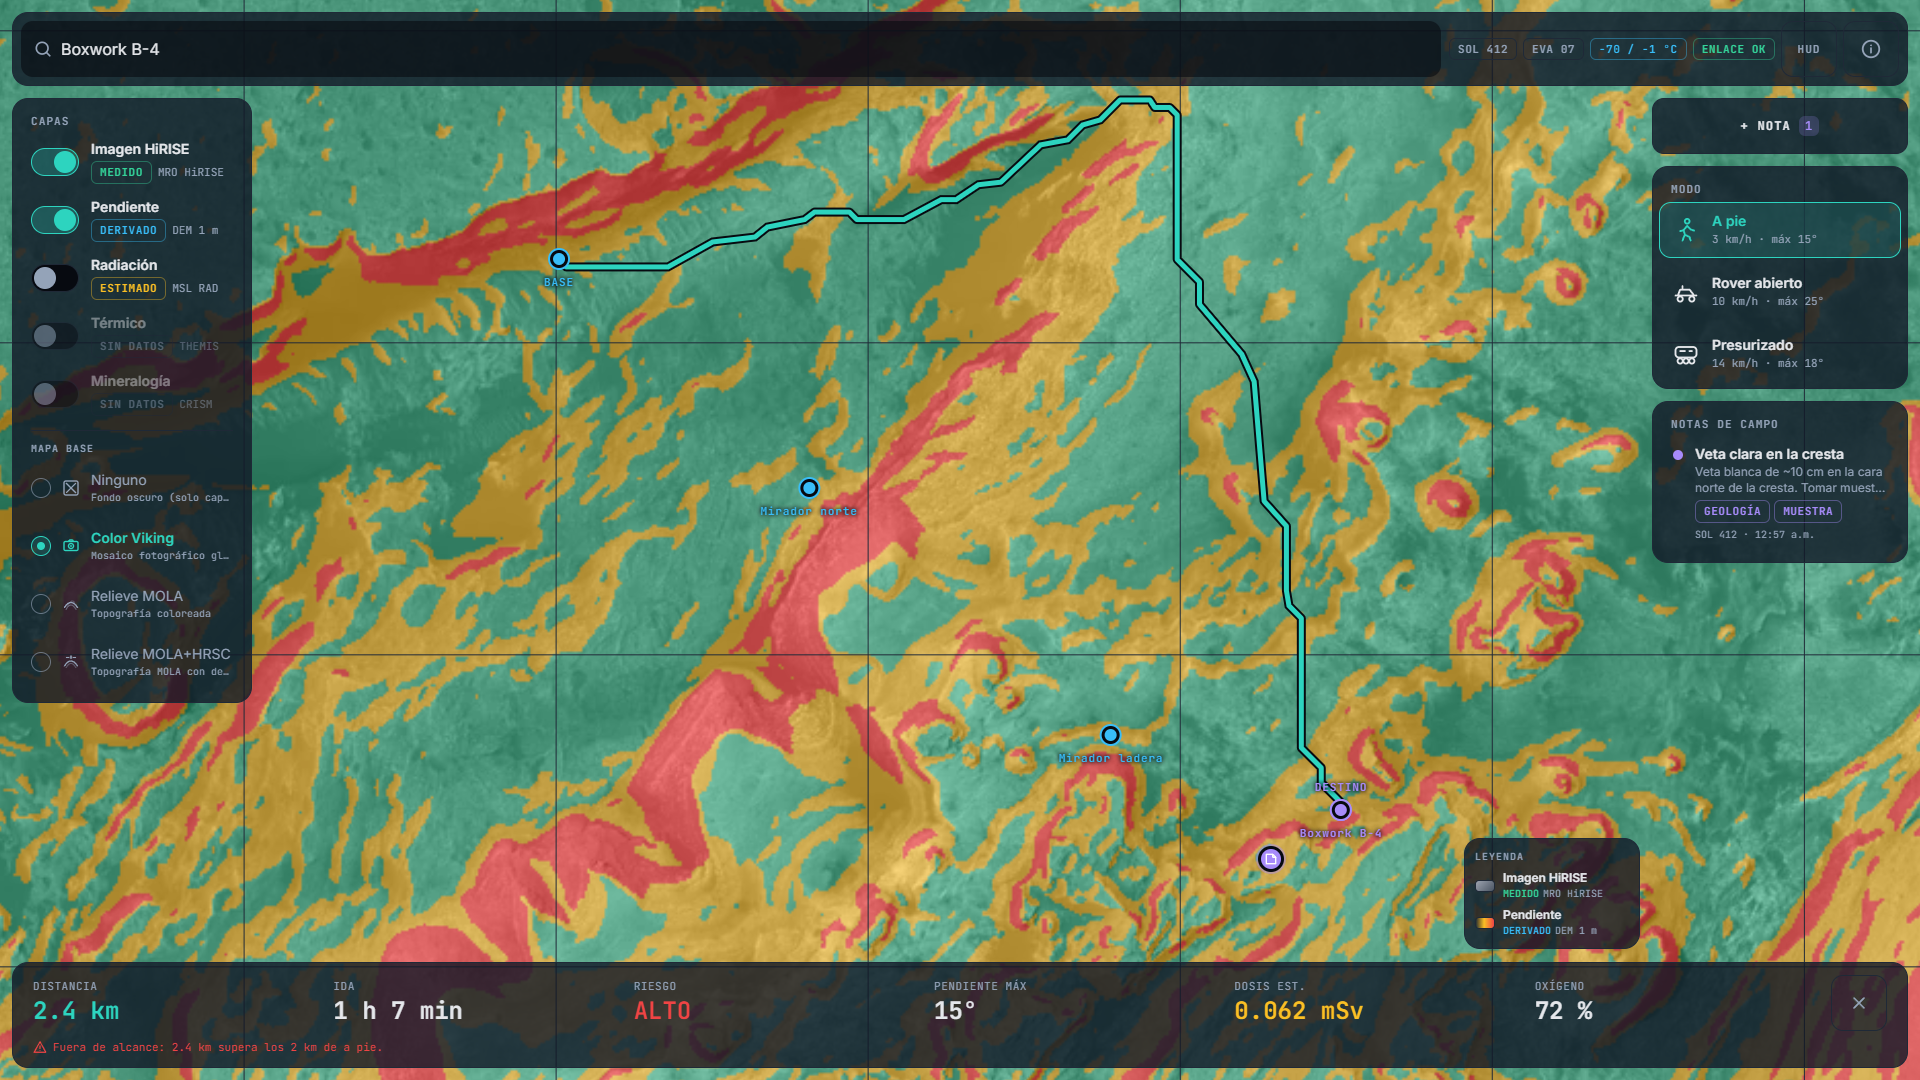 Boxwork B-4
SOL 412 EVA 07 -70 / -1 °C ENLACE OK HUD
CAPAS
Imagen HiRISE
MEDIDO MRO HiRISE
Pendiente
DERIVADO DEM 1 m
Radiación
ESTIMADO MSL RAD
Térmico
SIN DATOS THEMIS
Mineralogía
SIN DATOS CRISM
MAPA BASE
Ninguno
Fondo oscuro (solo cap…
Color Viking
Mosaico fotográfico gl…
Relieve MOLA
Topografía coloreada
Relieve MOLA+HRSC
Topografía MOLA con de…
BASE
Mirador norte
Mirador ladera
DESTINO
Boxwork B-4
+ NOTA 1
MODO
A pie
3 km/h · máx 15°
Rover abierto
10 km/h · máx 25°
Presurizado
14 km/h · máx 18°
NOTAS DE CAMPO
Veta clara en la cresta
Veta blanca de ~10 cm en la cara
norte de la cresta. Tomar muest…
GEOLOGÍA MUESTRA
SOL 412 · 12:57 a.m.
LEYENDA
Imagen HiRISE
MEDIDO MRO HiRISE
Pendiente
DERIVADO DEM 1 m
DISTANCIA
2.4 km
IDA
1 h 7 min
RIESGO
ALTO
PENDIENTE MÁX
15°
DOSIS EST.
0.062 mSv
OXÍGENO
72 %
Fuera de alcance: 2.4 km supera los 2 km de a pie.